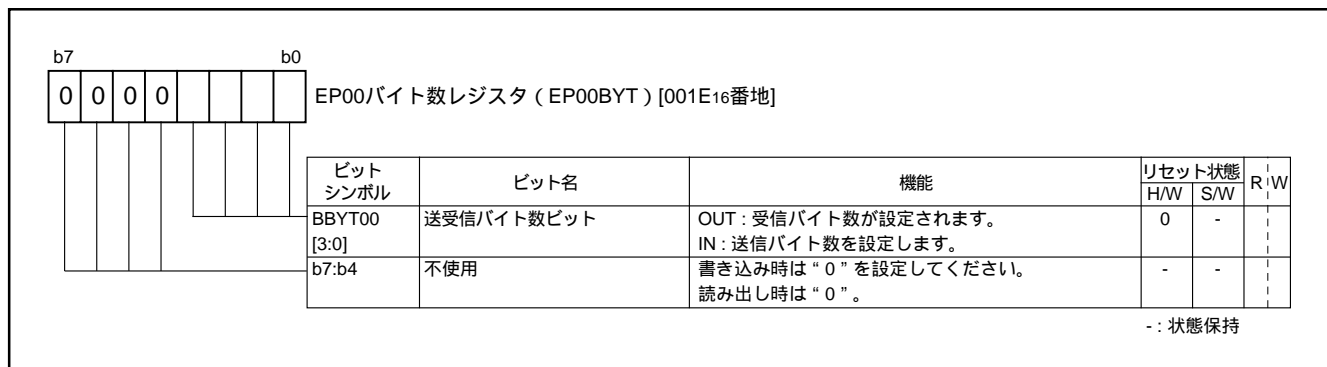 b7 b0
0 0 0 0 EP00バイト数レジスタ ( EP00BYT ) [001E16番地]
ビット シンボル ビット名 機能 リセット状態 H/W S/W R W
BBYT00 送受信バイト数ビット OUT : 受信バイト数が設定されます。 0 -
[3:0] IN : 送信バイト数を設定します。
b7:b4 不使用 書き込み時は “ 0 ” を設定してください。 - -
読み出し時は “ 0 ” 。
- : 状態保持